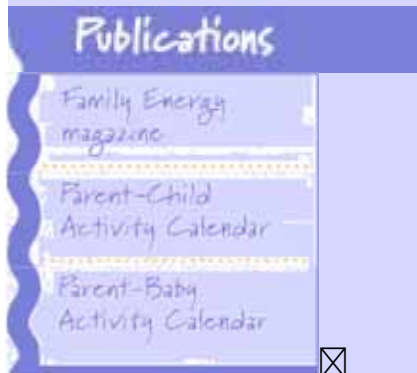 Publications
Family Energy
magazine
Parent-Child
Activity Calendar
Parent-Baby
Activity Calendar